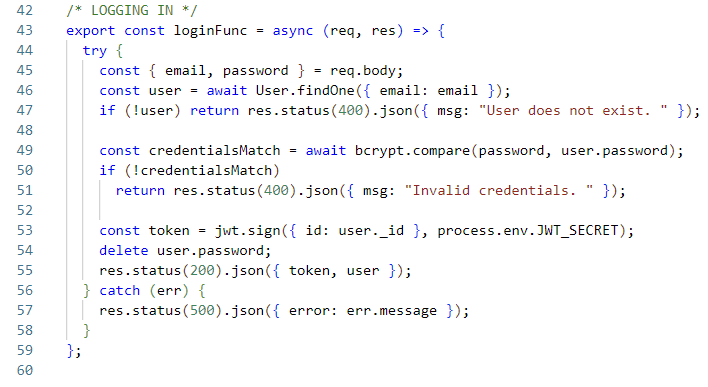 42 /* LOGGING IN */
43 export const loginFunc = async (req, res) => {
44 try {
45 const { email, password } = req.body;
46 const user = await User.findOne({ email: email });
47 if (!user) return res.status(400).json({ msg: "User does not exist. " });
48
49 const credentialsMatch = await bcrypt.compare(password, user.password);
50 if (!credentialsMatch)
51 return res.status(400).json({ msg: "Invalid credentials. " });
52
53 const token = jwt.sign({ id: user._id }, process.env.JWT_SECRET);
54 delete user.password;
55 res.status(200).json({ token, user });
56 } catch (err) {
57 res.status(500).json({ error: err.message });
58 }
59 };
60